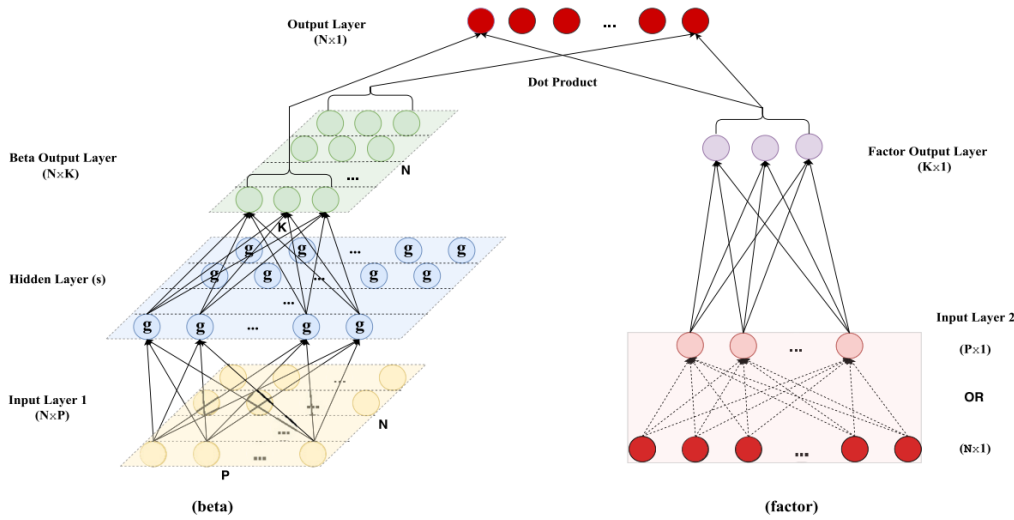 Output Layer
(N×1)
...
Dot Product
Beta Output Layer
(N×K)
...
N
K
Factor Output Layer
(K×1)
Hidden Layer (s)
g g ... g g
g g ... g g
...
g g ... g g
Input Layer 1
(N×P)
...
...
...
...
N
P
Input Layer 2
(P×1)
...
OR
(N×1)
...
(beta)
(factor)